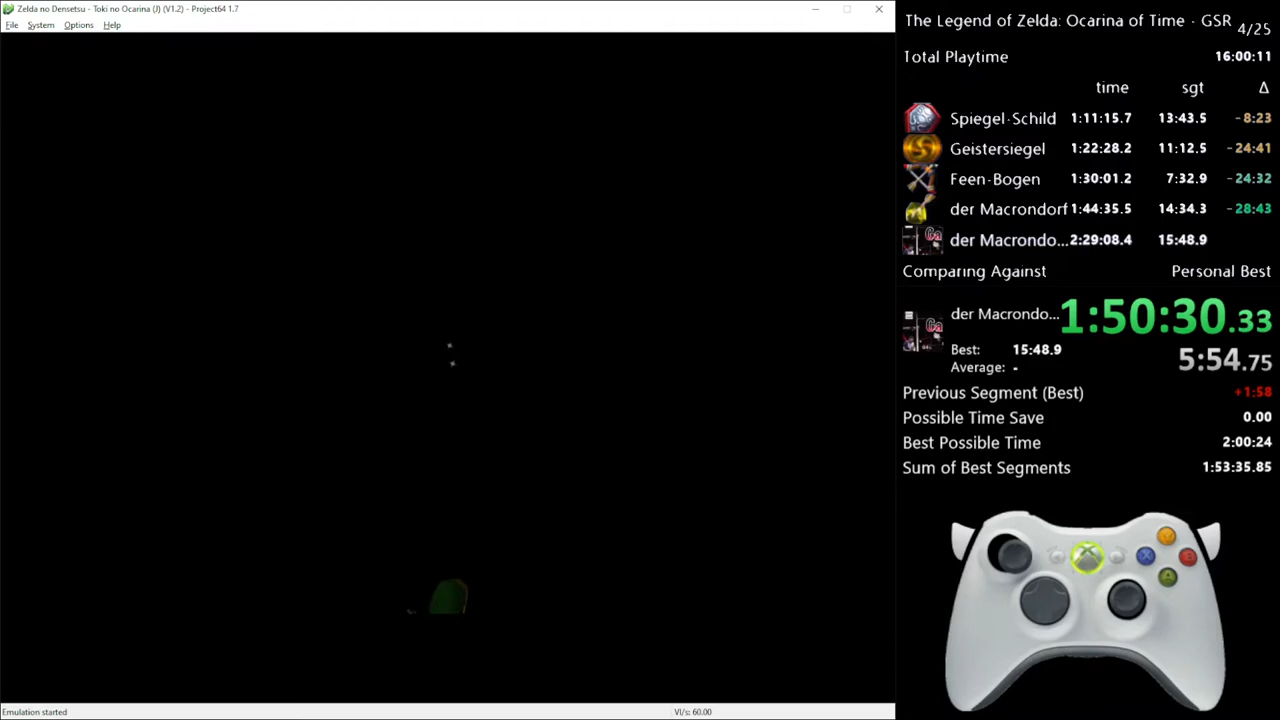 Zelda no Densetsu - Toki no Ocarina (J) (V1.2) - Project64 1.7
File System Options Help
Emulation started
VI/s: 60.00
The Legend of Zelda: Ocarina of Time · GSR 4/25
Total Playtime 16:00:11
time sgt Δ
Spiegel-Schild 1:11:15.7 13:43.5 -8:23
Geistersiegel 1:22:28.2 11:12.5 -24:41
Feen-Bogen 1:30:01.2 7:32.9 -24:32
der Macrondorf 1:44:35.5 14:34.3 -28:43
der Macrondo... 2:29:08.4 15:48.9
Comparing Against Personal Best
der Macrondo... 1:50:30.33
Best: 15:48.9 5:54.75
Average: -
Previous Segment (Best) +1:58
Possible Time Save 0.00
Best Possible Time 2:00:24
Sum of Best Segments 1:53:35.85
Y
X
B
A